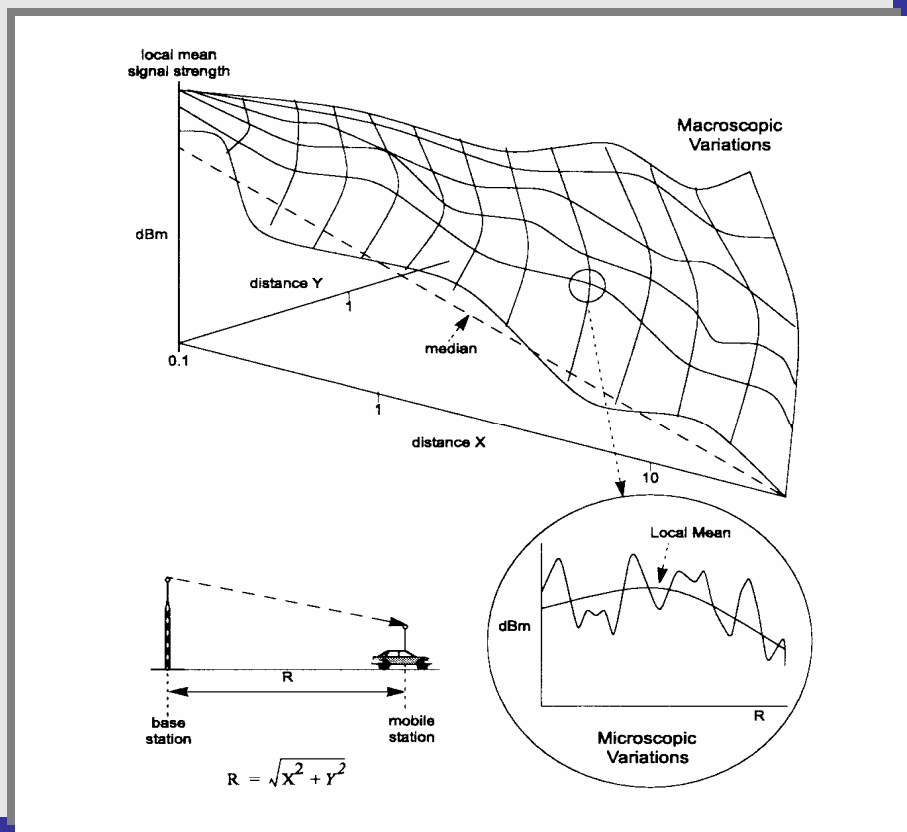 local mean
signal strength
Macroscopic
Variations
dBm
distance Y
1
median
0.1
1
distance X
10
Local Mean
dBm
R
R
base
station
mobile
station
Microscopic
Variations
R = √X² + Y²